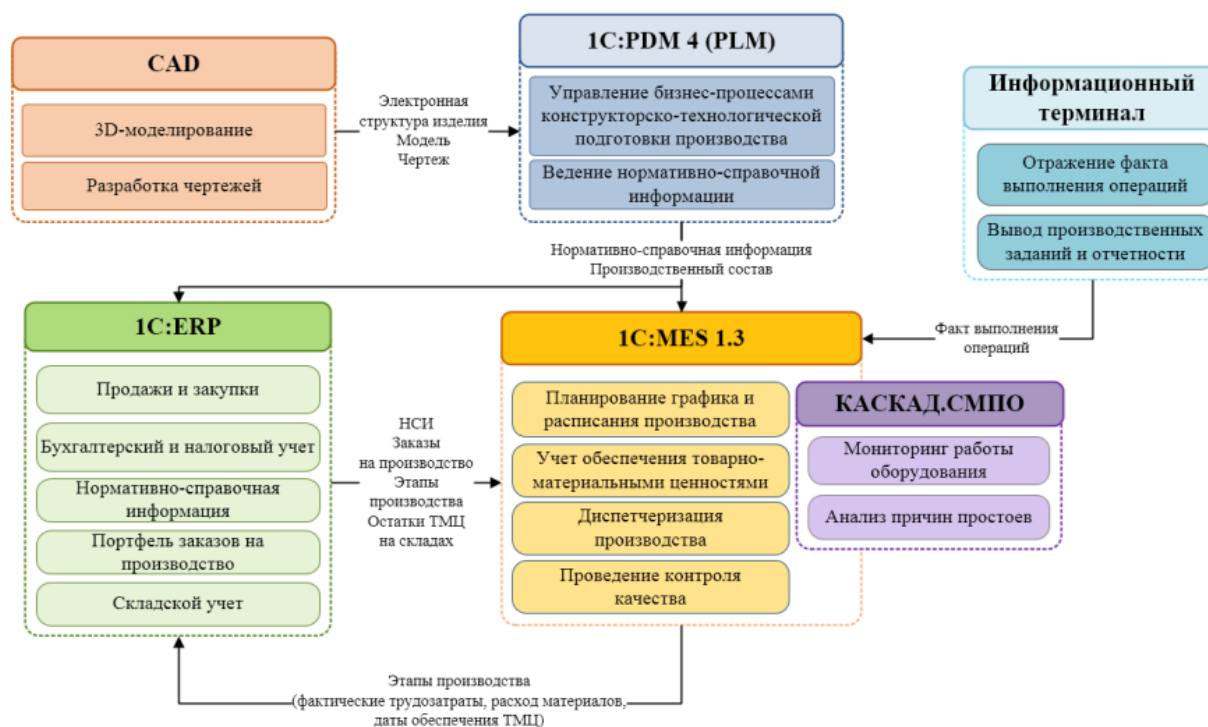 CAD
3D-моделирование
Разработка чертежей
Электронная
структура изделия
Модель
Чертеж
1С:PDM 4 (PLM)
Управление бизнес-процессами
конструкторско-технологической
подготовки производства
Ведение нормативно-справочной
информации
Информационный
терминал
Отражение факта
выполнения операций
Вывод производственных
заданий и отчетности
Нормативно-справочная информация
Производственный состав
Факт выполнения
операций
1С:ERP
Продажи и закупки
Бухгалтерский и налоговый учет
Нормативно-справочная
информация
Портфель заказов на
производство
Складской учет
НСИ
Заказы
на производство
Этапы
производства
Остатки ТМЦ
на складах
1С:MES 1.3
Планирование графика и
расписания производства
Учет обеспечения товарно-
материальными ценностями
Диспетчеризация
производства
Проведение контроля
качества
КАСКАД.СМПО
Мониторинг работы
оборудования
Анализ причин простоев
Этапы производства
(фактические трудозатраты, расход материалов,
даты обеспечения ТМЦ)